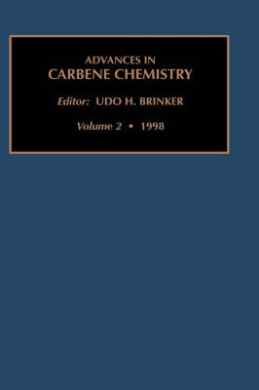 ADVANCES IN
CARBENE CHEMISTRY
Editor: UDO H. BRINKER
Volume 2 • 1998